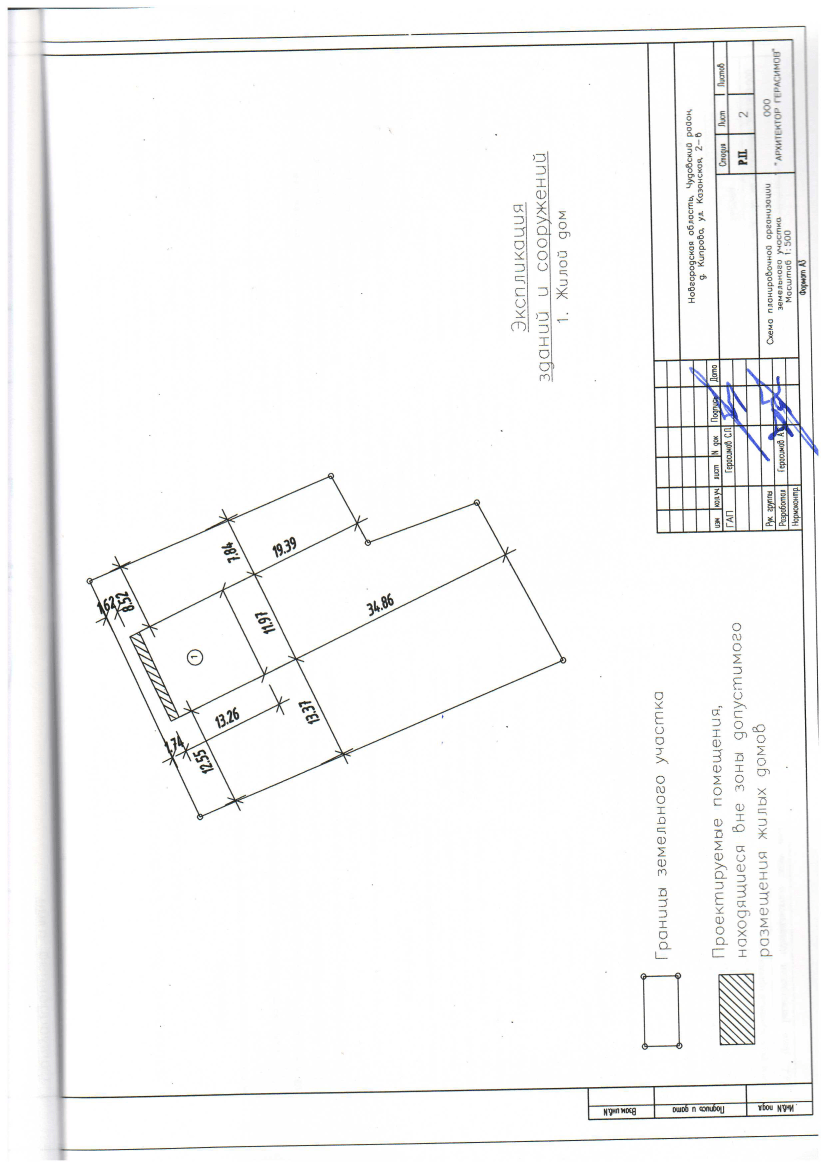 Экспликация
зданий и сооружений
1. Жилой дом
1.62
8.52
7.84
19.39
1
11.97
34.86
13.26
13.37
1.74
12.55
Границы земельного участка
Проектируемые помещения,
находящиеся вне зоны допустимого
размещения жилых домов
Новгородская область, Чудовский район,
д. Кипрово, ул. Казанская, 2-в
изм кол.уч. лист N док Подпись Дата
ГАП Герасимов С.П.
Рук. группы
Разработал Герасимов А.
Нормоконтр.
Стадия Лист Листов
Р.П. 2
Схема планировочной организации
земельного участка
Масштаб 1:500
ООО
"АРХИТЕКТОР ГЕРАСИМОВ"
Формат А3
Взам.инв.N
Подпись и дата
Инв.N подл.